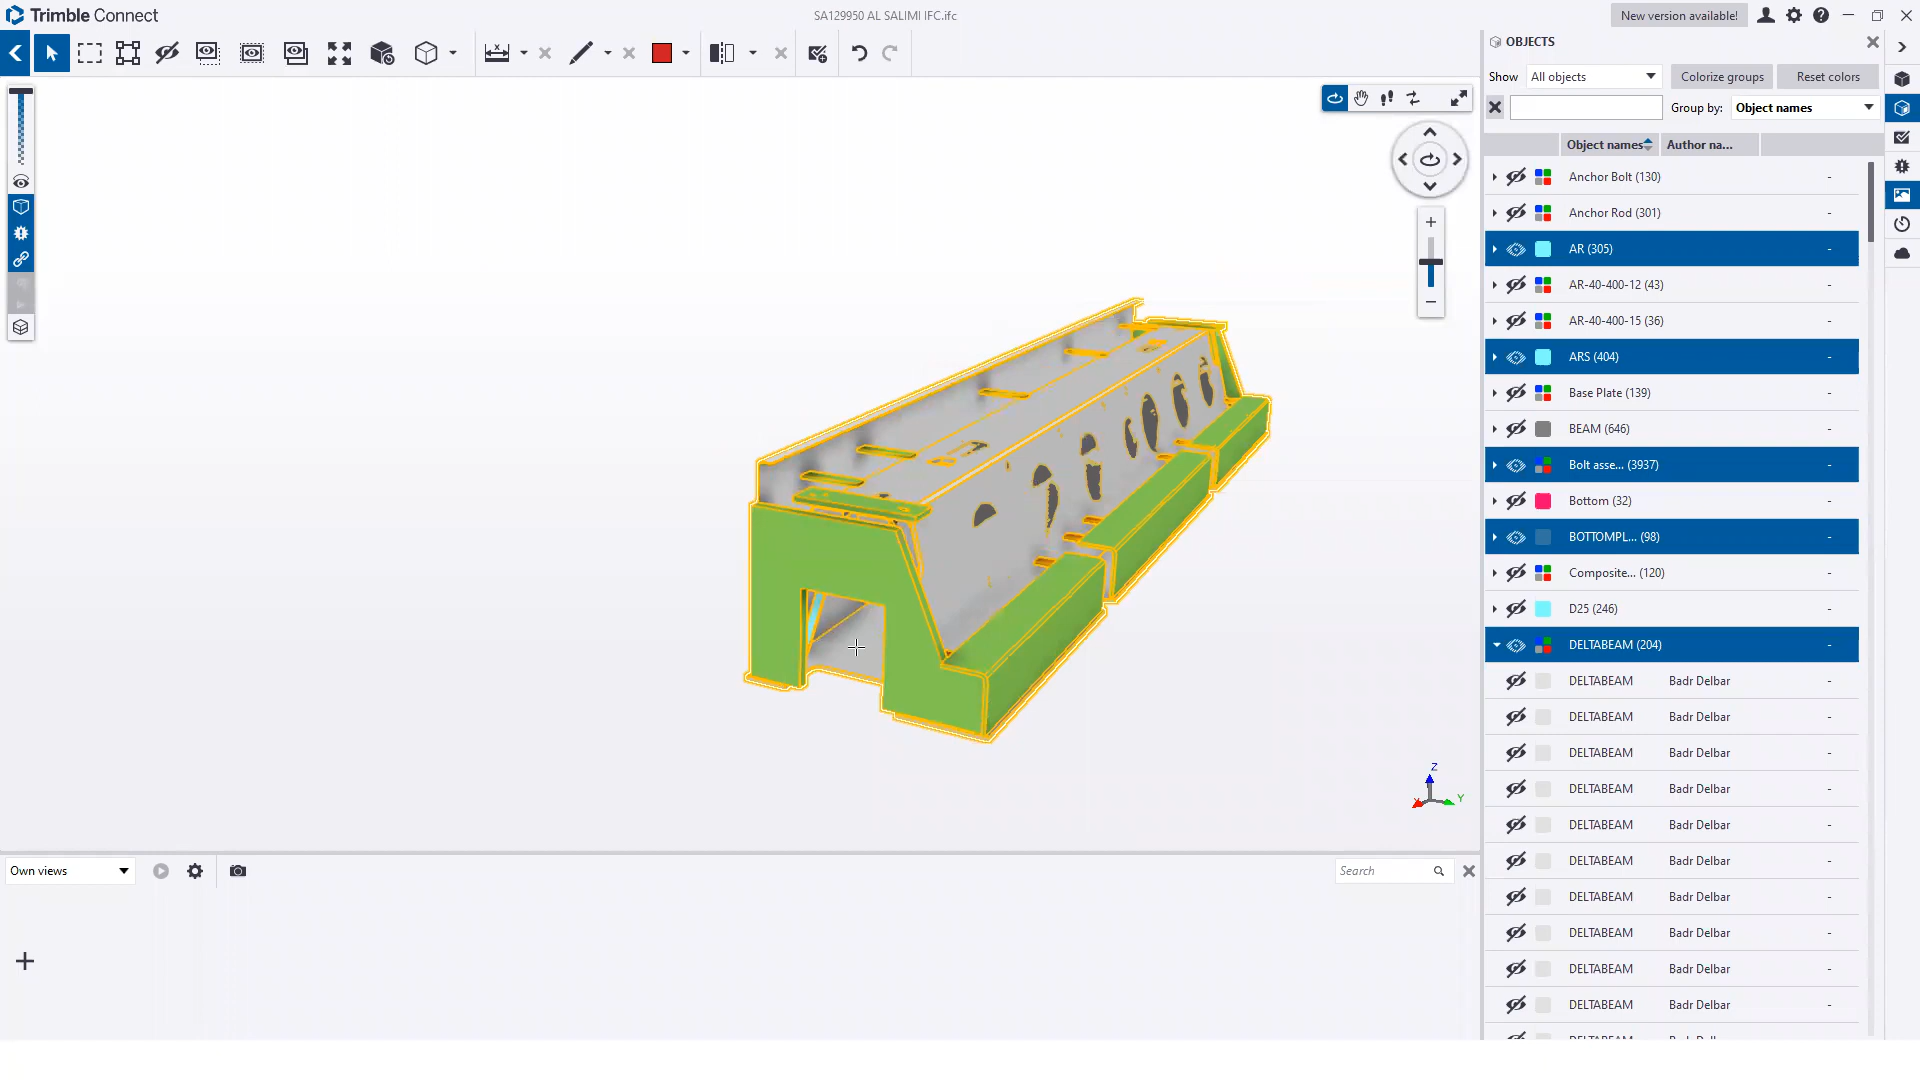 Trimble Connect
SA129950 AL SALIMI IFC.ifc
New version available!
OBJECTS
Show All objects Colorize groups Reset colors
Group by: Object names
Object names Author na...
Anchor Bolt (130) -
Anchor Rod (301) -
AR (305) -
AR-40-400-12 (43) -
AR-40-400-15 (36) -
ARS (404) -
Base Plate (139) -
BEAM (646) -
Bolt asse... (3937) -
Bottom (32) -
BOTTOMPL... (98) -
Composite... (120) -
D25 (246) -
DELTABEAM (204) -
DELTABEAM Badr Delbar -
DELTABEAM Badr Delbar -
DELTABEAM Badr Delbar -
DELTABEAM Badr Delbar -
DELTABEAM Badr Delbar -
DELTABEAM Badr Delbar -
DELTABEAM Badr Delbar -
DELTABEAM Badr Delbar -
DELTABEAM Badr Delbar -
DELTABEAM Badr Delbar -
Z
Y
X
Own views
Search